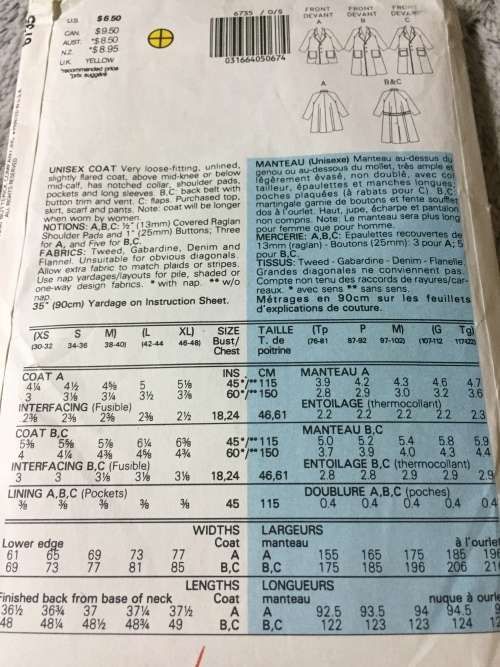 6735
U.S. $6.50
CAN. $9.50
AUST. *$8.50
N.Z. *$8.95
U.K. YELLOW
*recommended price
*prix suggéré
6735 / O/S
031664050674
FRONT DEVANT A
FRONT DEVANT B
FRONT DEVANT C
A
B&C
UNISEX COAT Very loose-fitting, unlined,
slightly flared coat, above mid-knee or below
mid-calf, has notched collar, shoulder pads,
pockets and long sleeves. B,C: back belt with
button trim and vent. C: flaps. Purchased top,
skirt, scarf and pants. Note: coat will be longer
when worn by women.
NOTIONS: A,B,C: ½" (13mm) Covered Raglan
Shoulder Pads and 1" (25mm) Buttons; Three
for A, and Five for B,C.
FABRICS: Tweed, Gabardine, Denim and
Flannel. Unsuitable for obvious diagonals.
Allow extra fabric to match plaids or stripes.
Use nap yardages/layouts for pile, shaded or
one-way design fabrics. * with nap. ** w/o
nap.
35" (90cm) Yardage on Instruction Sheet.
MANTEAU (Unisexe) Manteau au-dessus du
genou ou au-dessous du mollet, très ample et
légèrement évasé, non doublé, avec col
tailleur, épaulettes et manches longues,
poches plaquées (à rabats pour C). B,C:
martingale garnie de boutons et fente souffle
dos à l'ourlet. Haut, jupe, écharpe et pantalon
non compris. Note: Le manteau sera plus long
pour femme que pour homme.
MERCERIE: A,B,C: Epaulettes recouvertes de
13mm (raglan) - Boutons (25mm): 3 pour A; 5
pour B,C.
TISSUS: Tweed - Gabardine - Denim - Flanelle.
Grandes diagonales ne conviennent pas.
Compte non tenu des raccords de rayures/car-
reaux. * avec sens ** sans sens.
Métrages en 90cm sur les feuillets
d'explications de couture.
(XS S M) (L XL) SIZE TAILLE (Tp P M) (G Tg)
(30-32 34-36 38-40) (42-44 46-48) Bust/ Chest T. de poitrine (76-81 87-92 97-102) (107-112 117-122)
COAT A INS. CM MANTEAU A
4¼ 4½ 4⅝ 5 5⅛ 45*/** 115 3.9 4.2 4.3 4.6 4.7
3 3⅛ 3¼ 3½ 3⅞ 60*/** 150 2.8 2.9 3.0 3.2 3.6
INTERFACING (Fusible) ENTOILAGE (thermocollant)
2⅜ 2⅜ 2⅜ 2⅜ 2½ 18,24 46,61 2.2 2.2 2.2 2.2 2.3
COAT B,C MANTEAU B,C
5⅜ 5⅝ 5⅞ 6¼ 6⅜ 45*/** 115 5.0 5.2 5.4 5.8 5.9
4 4¼ 4⅜ 4⅝ 4¾ 60*/** 150 3.7 3.9 4.0 4.3 4.4
INTERFACING B,C (Fusible) ENTOILAGE B,C (thermocollant)
3 3 3⅛ 3⅛ 3⅛ 18,24 46,61 2.8 2.8 2.9 2.9 2.9
LINING A,B,C (Pockets) DOUBLURE A,B,C (poches)
⅜ ⅜ ⅜ ⅜ ⅜ 45 115 0.4 0.4 0.4 0.4 0.4
WIDTHS LARGEURS
Lower edge Coat manteau à l'ourlet
61 65 69 73 77 A A 155 165 175 185 196
69 73 77 81 85 B,C B,C 175 185 196 206
LENGTHS LONGUEURS
Finished back from base of neck Coat manteau nuque à ourlet
36½ 36¾ 37 37¼ 37½ A A 92.5 93.5 94 94.5
48 48¼ 48½ 48¾ 49 B,C B,C 122 123 123 124